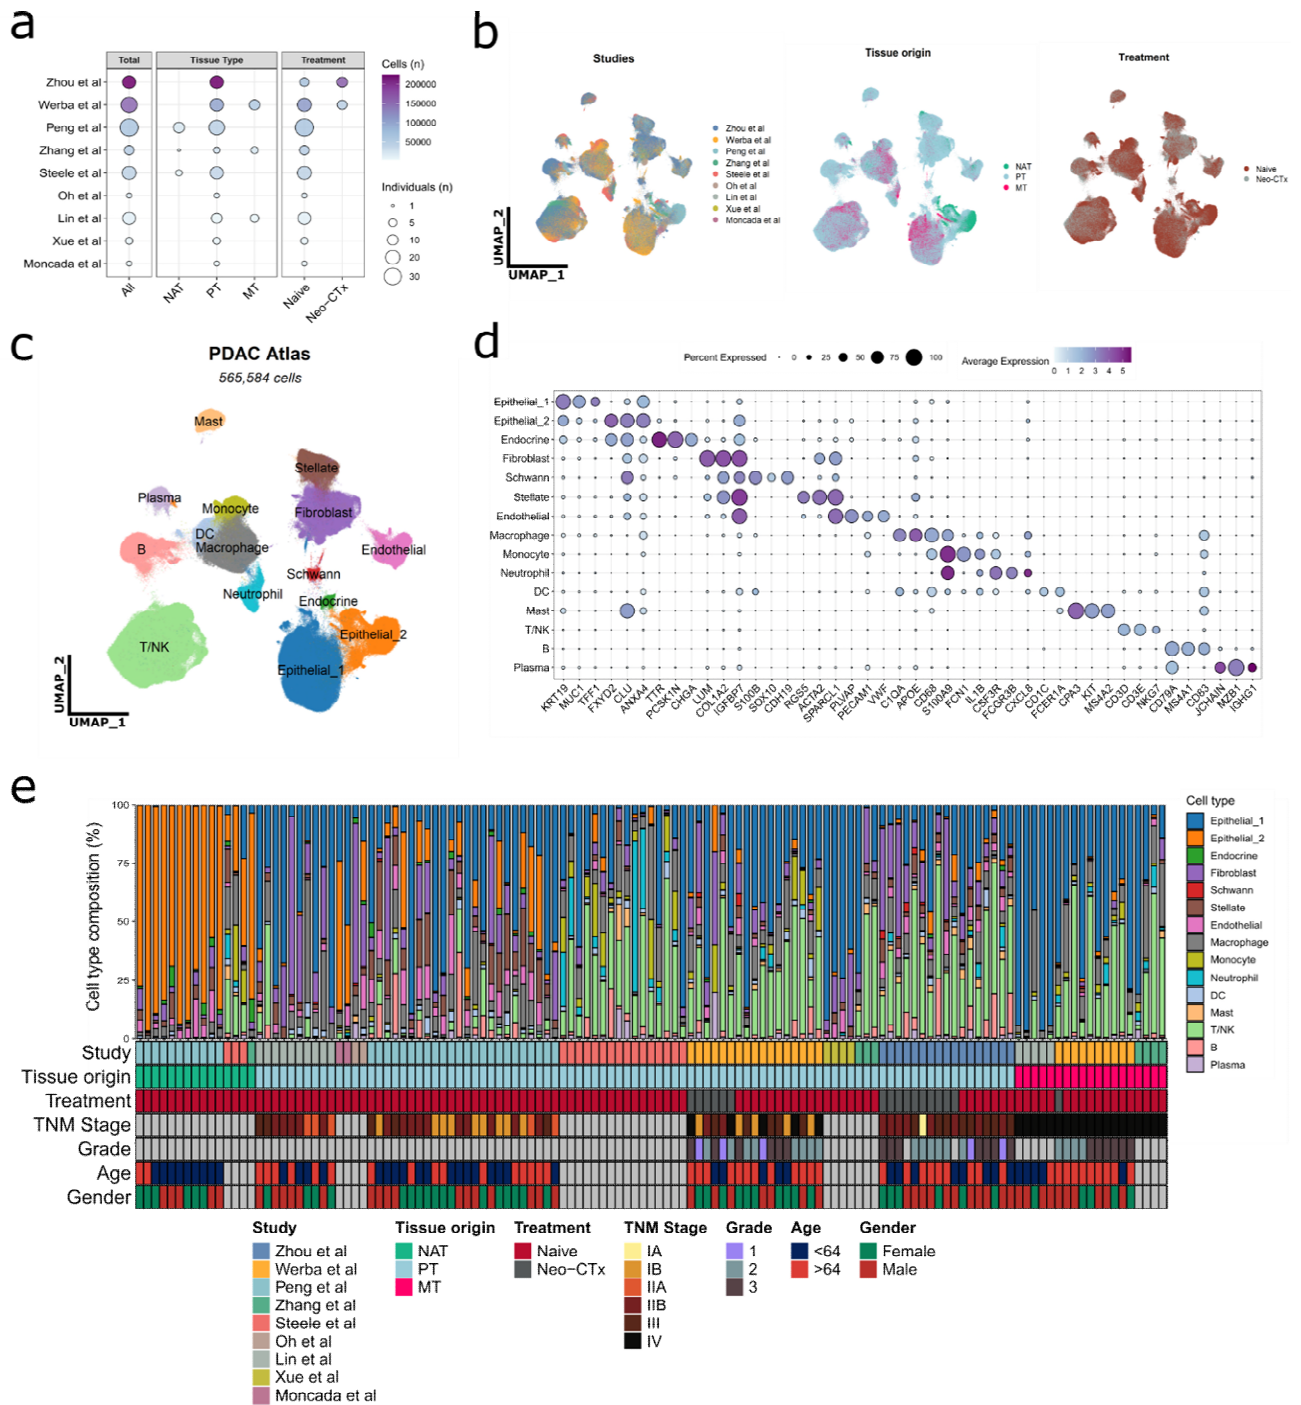 a
Total
Tissue Type
Treatment
Zhou et al
Werba et al
Peng et al
Zhang et al
Steele et al
Oh et al
Lin et al
Xue et al
Moncada et al
All
NAT
PT
MT
Naive
Neo-CTx
Cells (n)
200000
150000
100000
50000
Individuals (n)
1
5
10
20
30
b
Studies
Zhou et al
Werba et al
Peng et al
Zhang et al
Steele et al
Oh et al
Lin et al
Xue et al
Moncada et al
UMAP_2
UMAP_1
Tissue origin
NAT
PT
MT
Treatment
Naive
Neo-CTx
c
PDAC Atlas
565,584 cells
Mast
Stellate
Plasma
Monocyte
Fibroblast
DC
Macrophage
B
Endothelial
Schwann
Neutrophil
Endocrine
Epithelial_2
T/NK
Epithelial_1
UMAP_2
UMAP_1
d
Percent Expressed
0
25
50
75
100
Average Expression
0 1 2 3 4 5
Epithelial_1
Epithelial_2
Endocrine
Fibroblast
Schwann
Stellate
Endothelial
Macrophage
Monocyte
Neutrophil
DC
Mast
T/NK
B
Plasma
KRT19
MUC1
TFF1
FXYD2
CLU
ANXA4
TTR
PCSK1N
CHGA
LUM
COL1A2
IGFBP7
S100B
SOX10
CDH19
RGS5
ACTA2
SPARCL1
PLVAP
PECAM1
VWF
C1QA
APOE
CD68
S100A9
FCN1
IL1B
CSF3R
FCGR3B
CXCL8
CD1C
FCER1A
CPA3
KIT
MS4A2
CD3D
CD3E
NKG7
CD79A
MS4A1
CD83
JCHAIN
MZB1
IGHG1
e
Cell type composition (%)
100
75
50
25
0
Study
Tissue origin
Treatment
TNM Stage
Grade
Age
Gender
Cell type
Epithelial_1
Epithelial_2
Endocrine
Fibroblast
Schwann
Stellate
Endothelial
Macrophage
Monocyte
Neutrophil
DC
Mast
T/NK
B
Plasma
Study
Zhou et al
Werba et al
Peng et al
Zhang et al
Steele et al
Oh et al
Lin et al
Xue et al
Moncada et al
Tissue origin
NAT
PT
MT
Treatment
Naive
Neo-CTx
TNM Stage
IA
IB
IIA
IIB
III
IV
Grade
1
2
3
Age
<64
>64
Gender
Female
Male